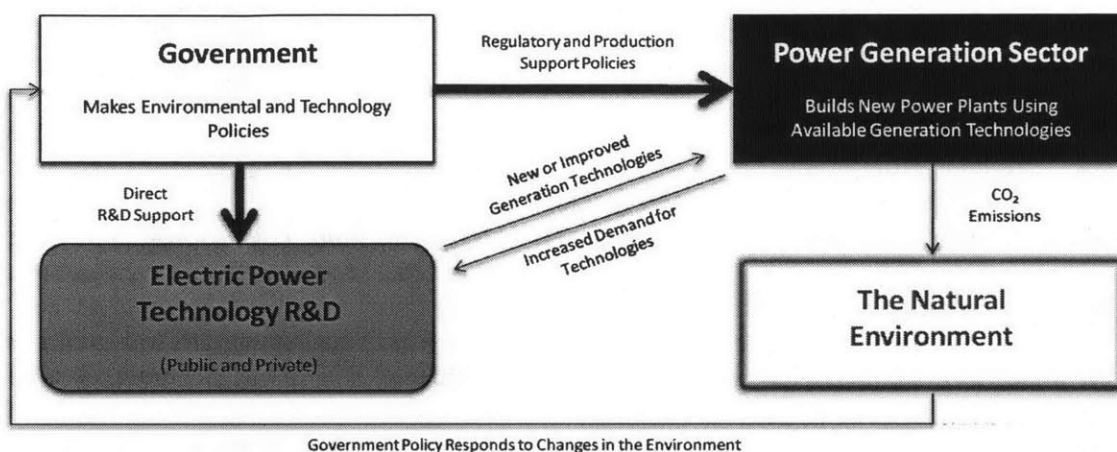 Government
Makes Environmental and Technology
Policies
Regulatory and Production
Support Policies
Power Generation Sector
Builds New Power Plants Using
Available Generation Technologies
Direct
R&D Support
New or Improved
Generation Technologies
Increased Demand for
Technologies
CO₂
Emissions
Electric Power
Technology R&D
(Public and Private)
The Natural
Environment
Government Policy Responds to Changes in the Environment